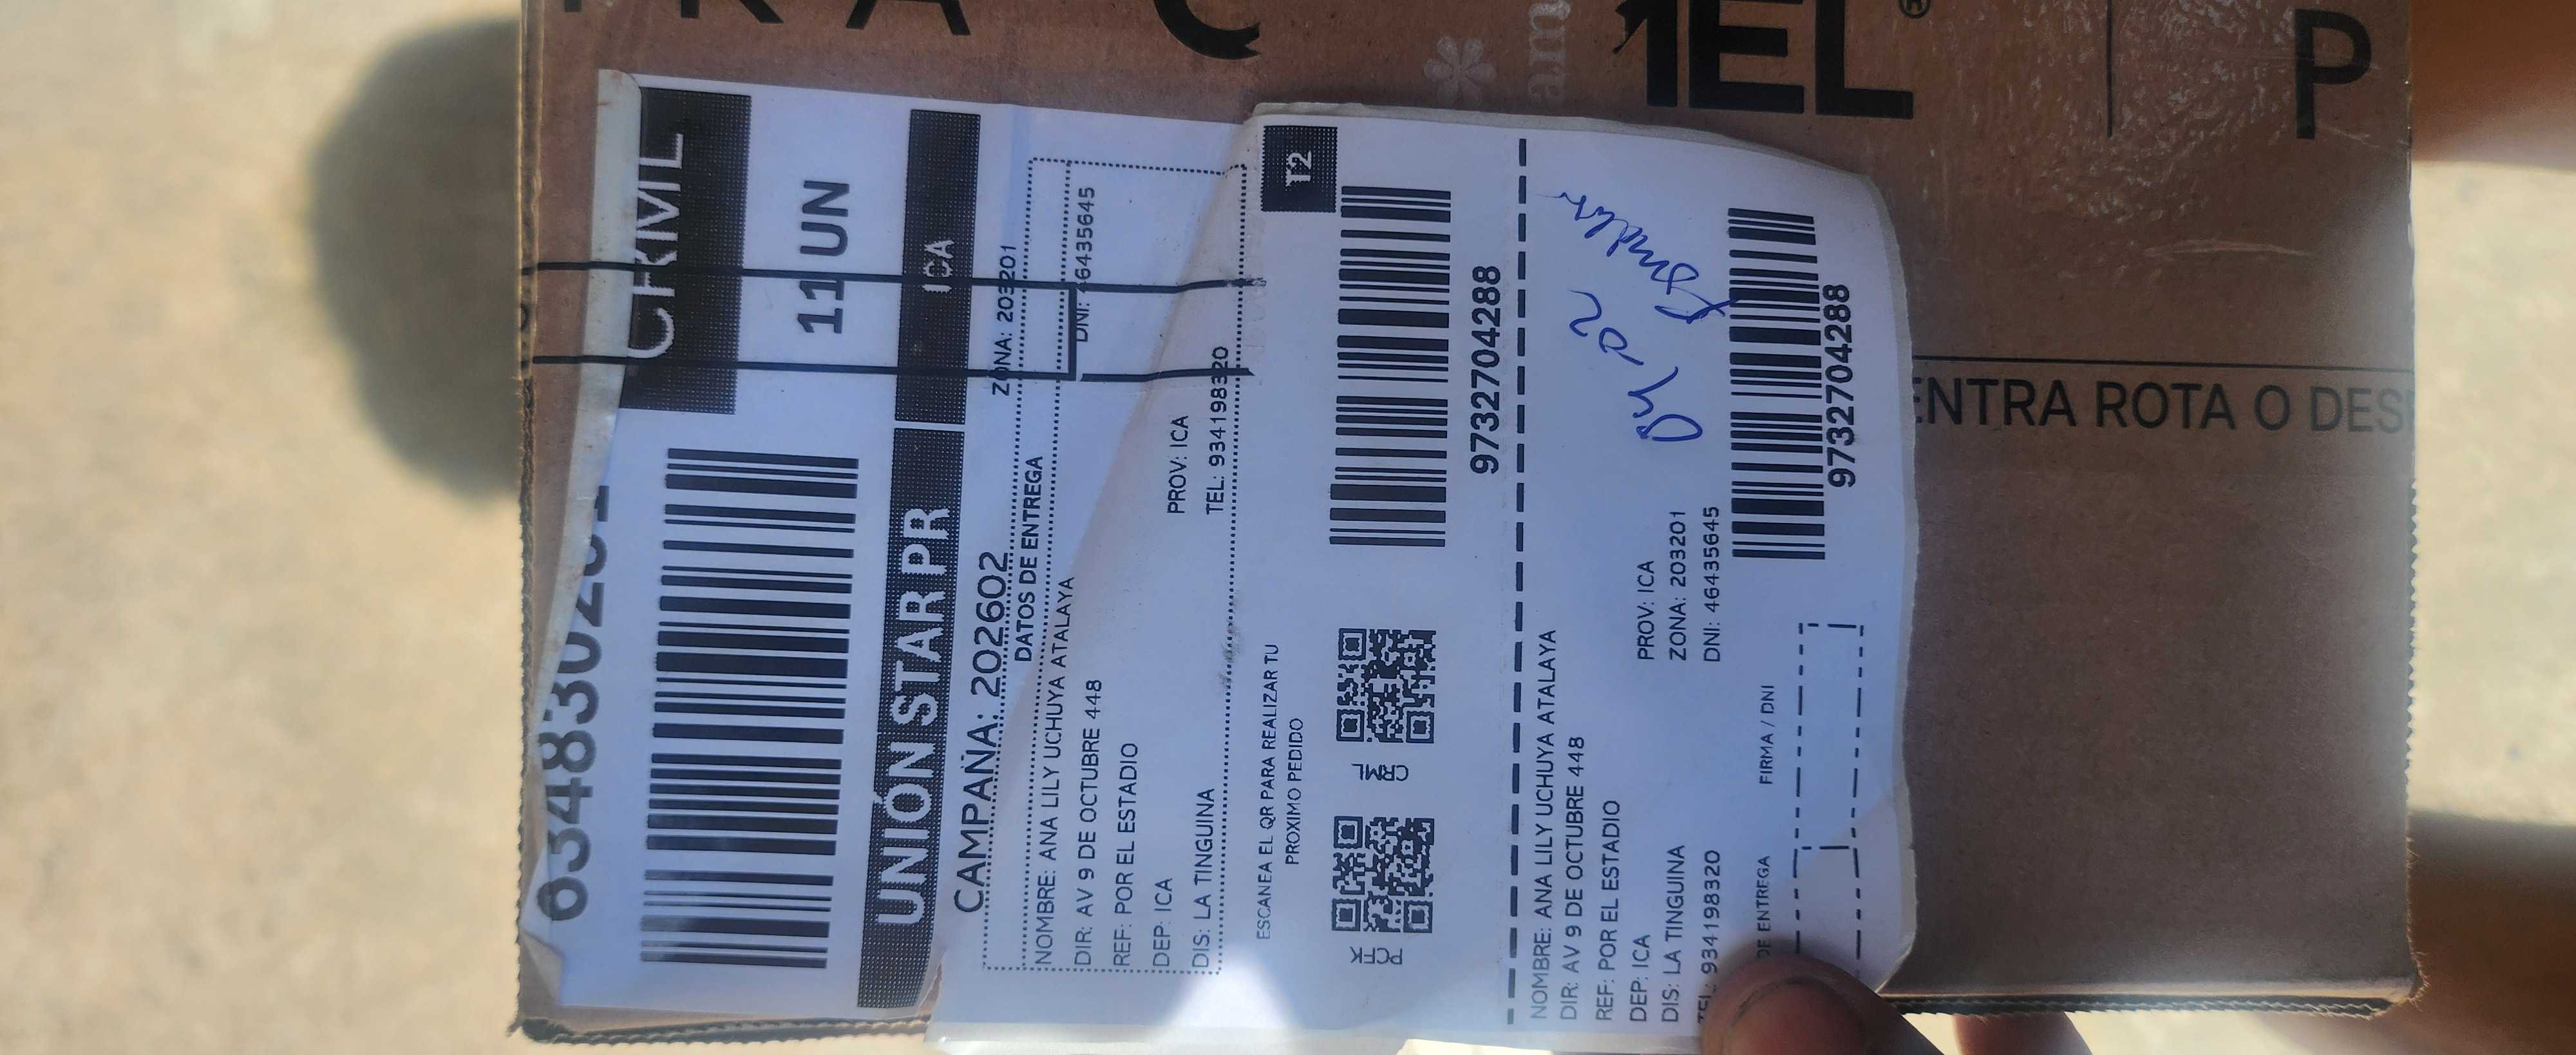 CRML
11 UN
UNIÓN STAR PR
ICA
CAMPAÑA: 202602
ZONA: 203201
DATOS DE ENTREGA
NOMBRE: ANA LILY UCHUYA ATALAYA
DNI: 46435645
DIR: AV 9 DE OCTUBRE 448
REF: POR EL ESTADIO
DEP: ICA
PROV: ICA
DIS: LA TINGUINA
TEL: 934198320
T2
ESCANEA EL QR PARA REALIZAR TU
PROXIMO PEDIDO
PCFK
CRML
9732704288
NOMBRE: ANA LILY UCHUYA ATALAYA
DIR: AV 9 DE OCTUBRE 448
REF: POR EL ESTADIO
DEP: ICA
PROV: ICA
DIS: LA TINGUINA
ZONA: 203201
TEL: 934198320
DNI: 46435645
DE ENTREGA
FIRMA / DNI
9732704288
ENTRA ROTA O DES
P